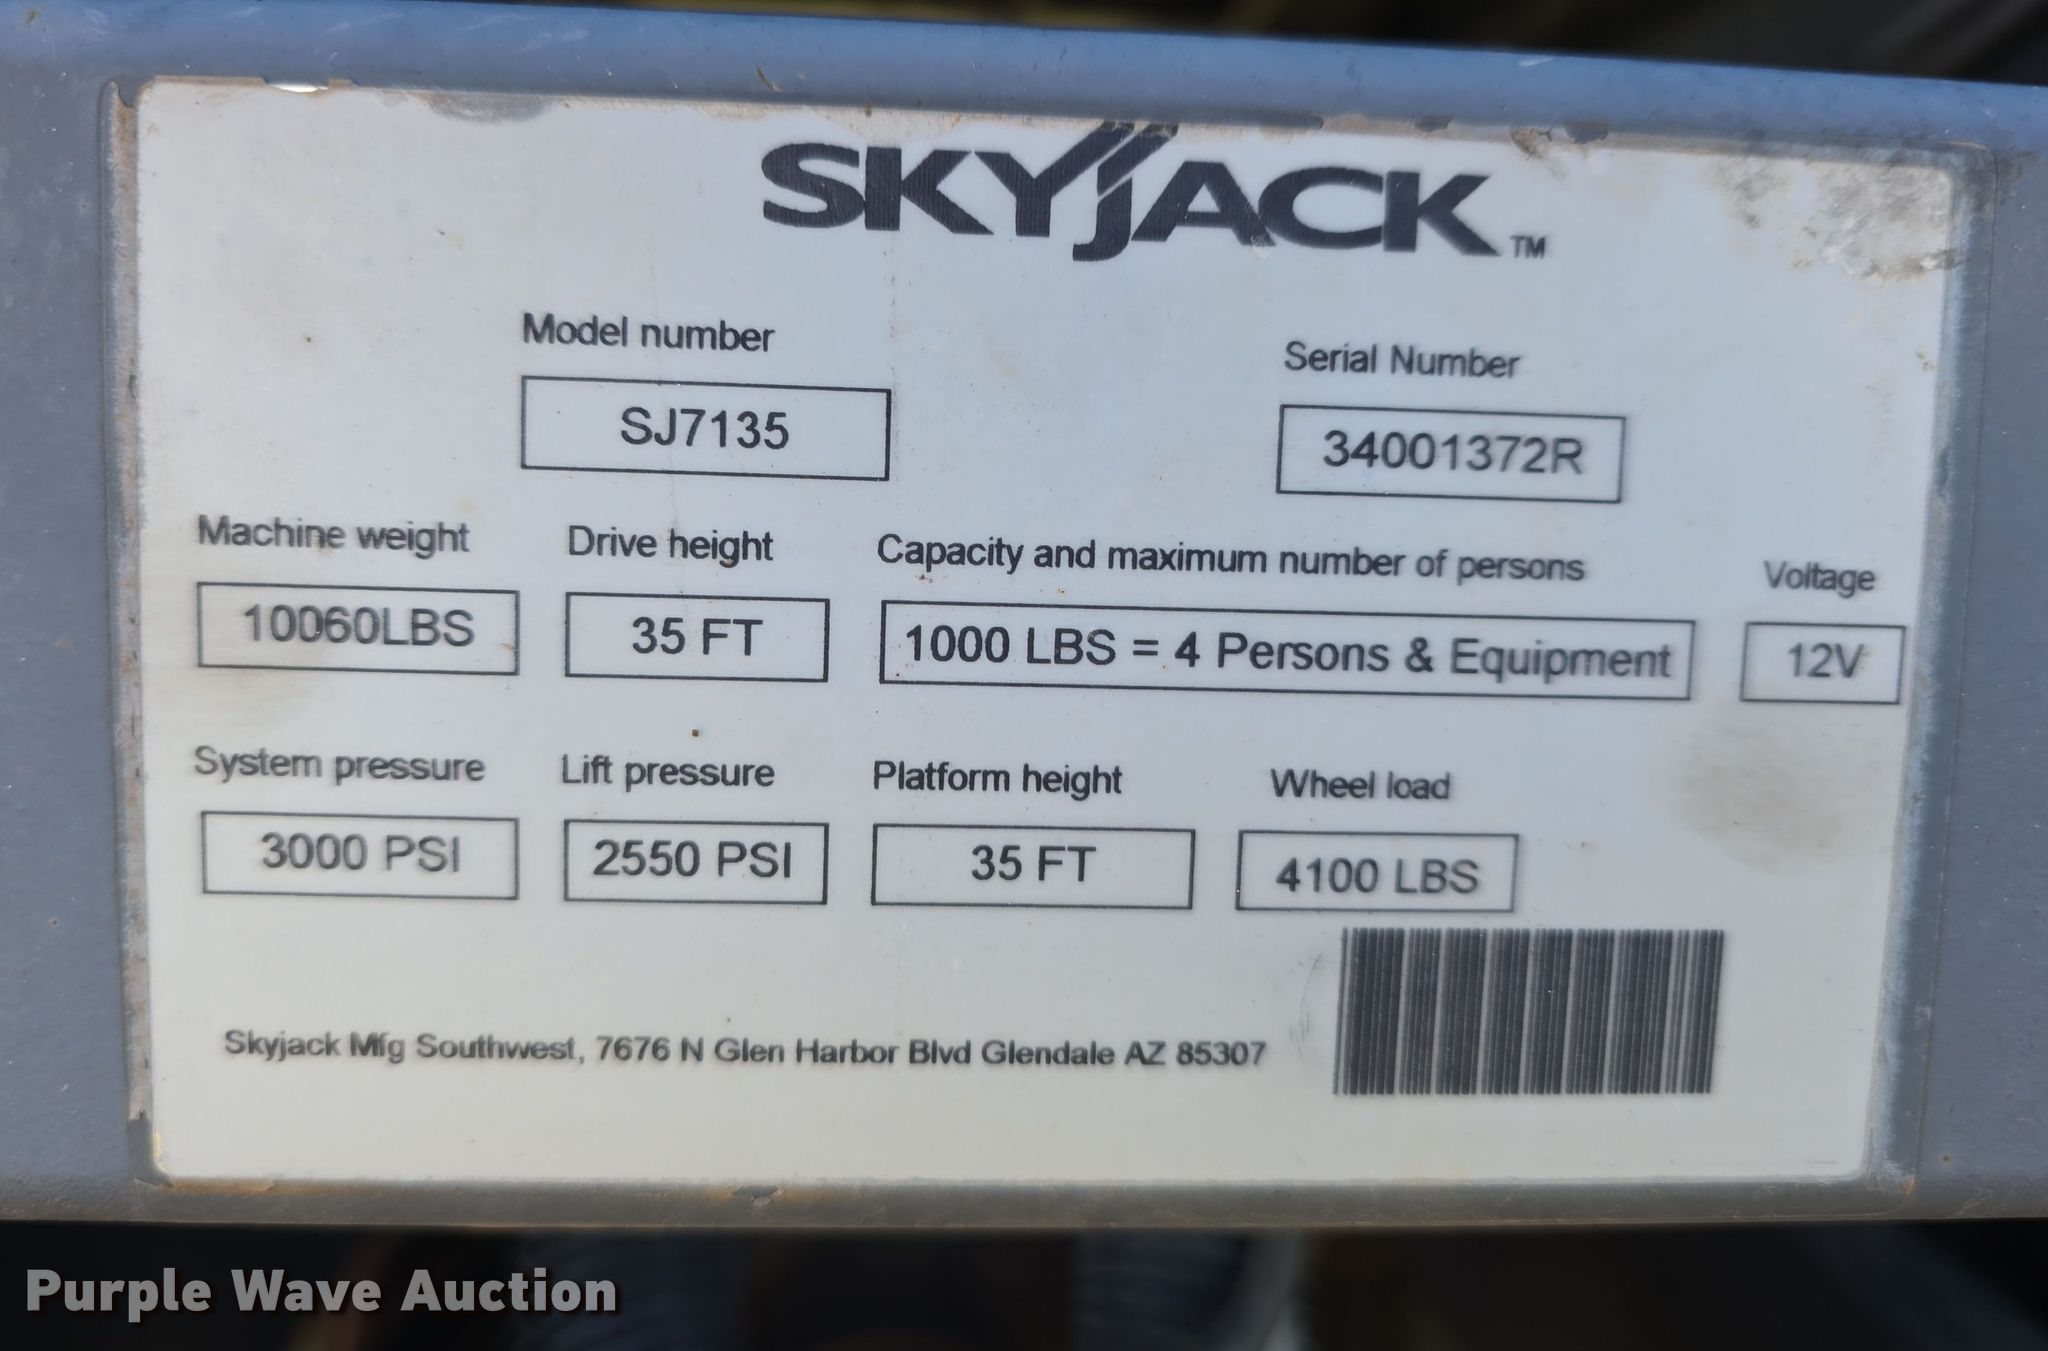 SKYJACK™
Model number
Serial Number
SJ7135
34001372R
Machine weight
Drive height
Capacity and maximum number of persons
Voltage
10060LBS
35 FT
1000 LBS = 4 Persons & Equipment
12V
System pressure
Lift pressure
Platform height
Wheel load
3000 PSI
2550 PSI
35 FT
4100 LBS
Skyjack Mfg Southwest, 7676 N Glen Harbor Blvd Glendale AZ 85307
Purple Wave Auction